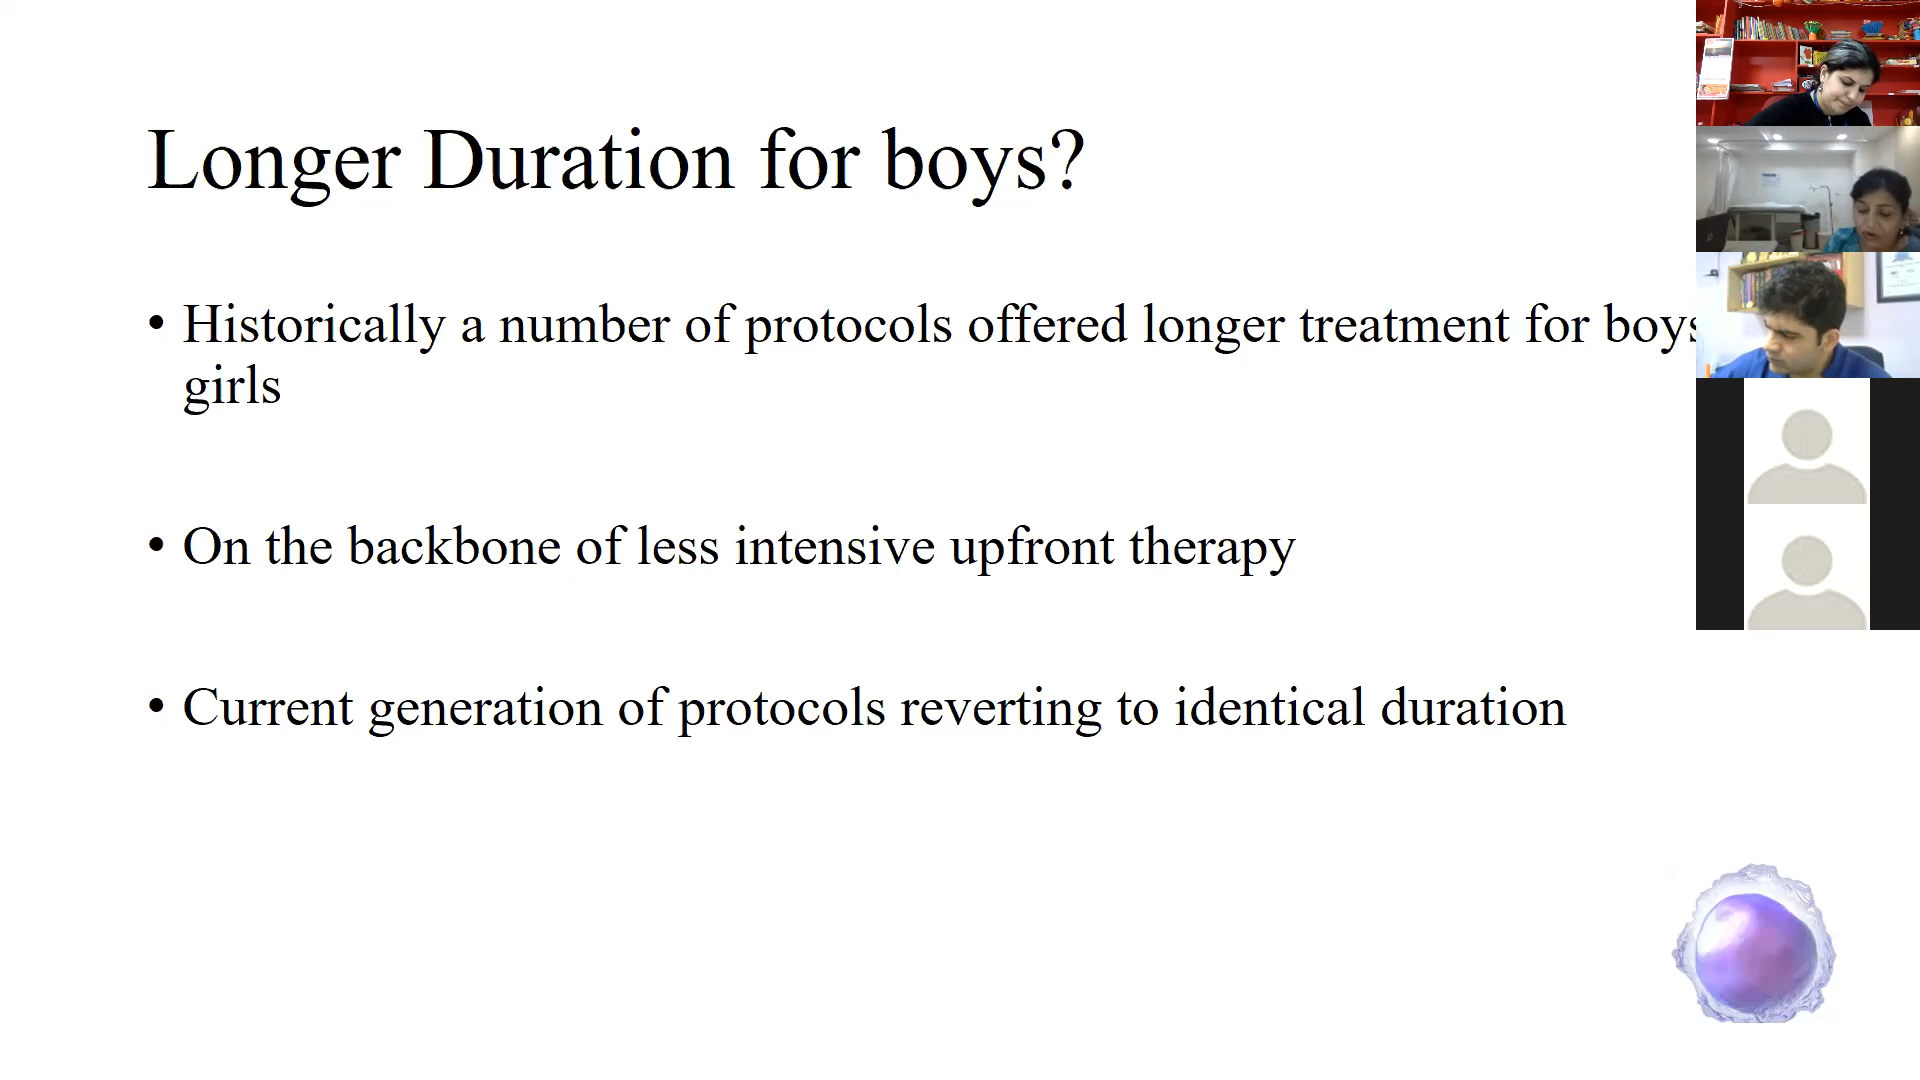 Longer Duration for boys?
• Historically a number of protocols offered longer treatment for boys
girls
• On the backbone of less intensive upfront therapy
• Current generation of protocols reverting to identical duration